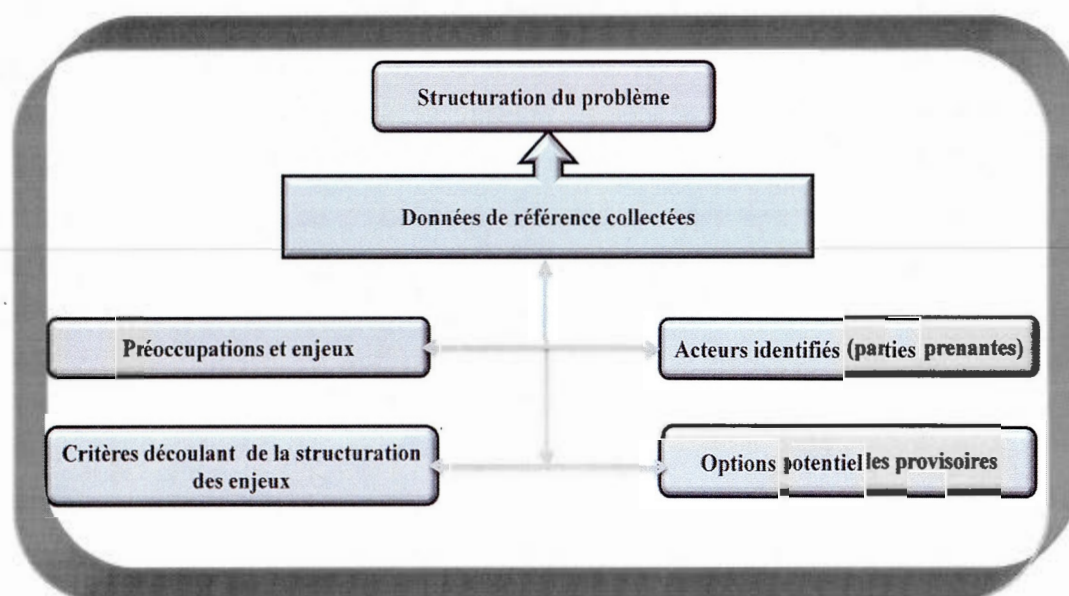 Structuration du problème
Données de référence collectées
Préoccupations et enjeux
Acteurs identifiés (parties prenantes)
Critères découlant de la structuration
des enjeux
Options potentielles provisoires